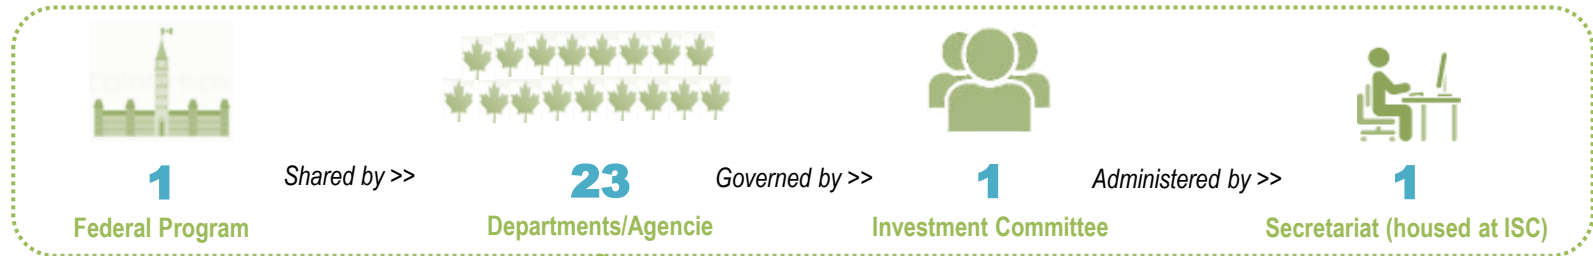 1 Shared by >> 23 Governed by >> 1 Administered by >> 1
Federal Program Departments/Agencie Investment Committee Secretariat (housed at ISC)